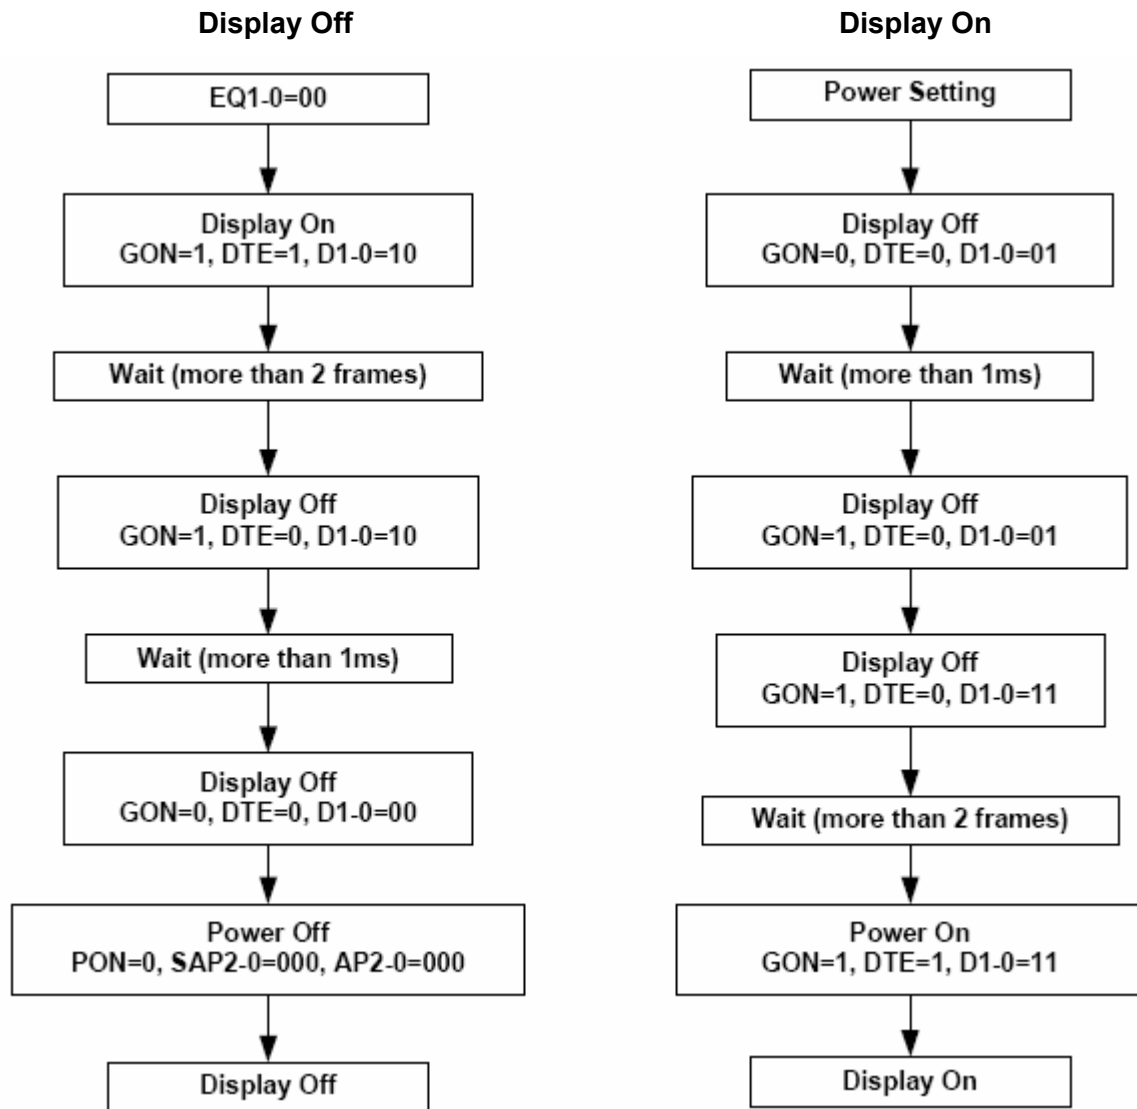 Display Off
EQ1-0=00
Display On
GON=1, DTE=1, D1-0=10
Wait (more than 2 frames)
Display Off
GON=1, DTE=0, D1-0=10
Wait (more than 1ms)
Display Off
GON=0, DTE=0, D1-0=00
Power Off
PON=0, SAP2-0=000, AP2-0=000
Display Off
Display On
Power Setting
Display Off
GON=0, DTE=0, D1-0=01
Wait (more than 1ms)
Display Off
GON=1, DTE=0, D1-0=01
Display Off
GON=1, DTE=0, D1-0=11
Wait (more than 2 frames)
Power On
GON=1, DTE=1, D1-0=11
Display On